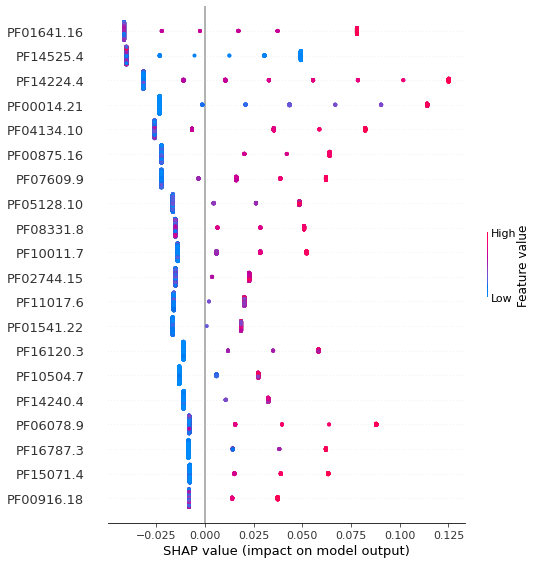 PF01641.16
PF14525.4
PF14224.4
PF00014.21
PF04134.10
PF00875.16
PF07609.9
PF05128.10
PF08331.8
PF10011.7
PF02744.15
PF11017.6
PF01541.22
PF16120.3
PF10504.7
PF14240.4
PF06078.9
PF16787.3
PF15071.4
PF00916.18
−0.025 0.000 0.025 0.050 0.075 0.100 0.125
SHAP value (impact on model output)
High
Low
Feature value